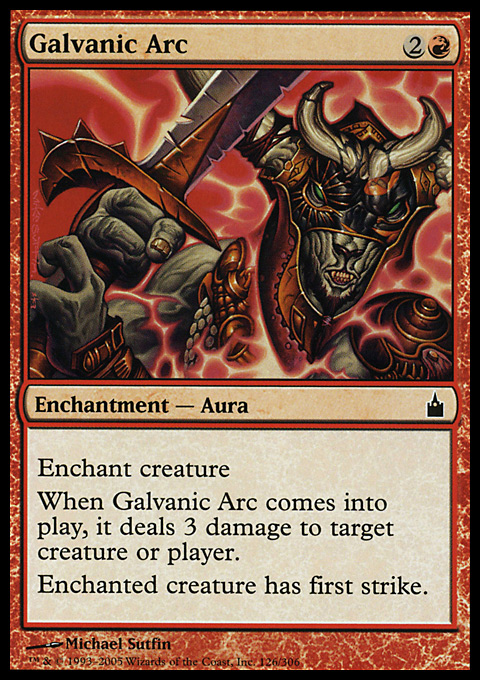 Galvanic Arc 2
Enchantment — Aura
Enchant creature
When Galvanic Arc comes into
play, it deals 3 damage to target
creature or player.
Enchanted creature has first strike.
Michael Sutfin
™ & © 1993–2005 Wizards of the Coast, Inc. 126/306